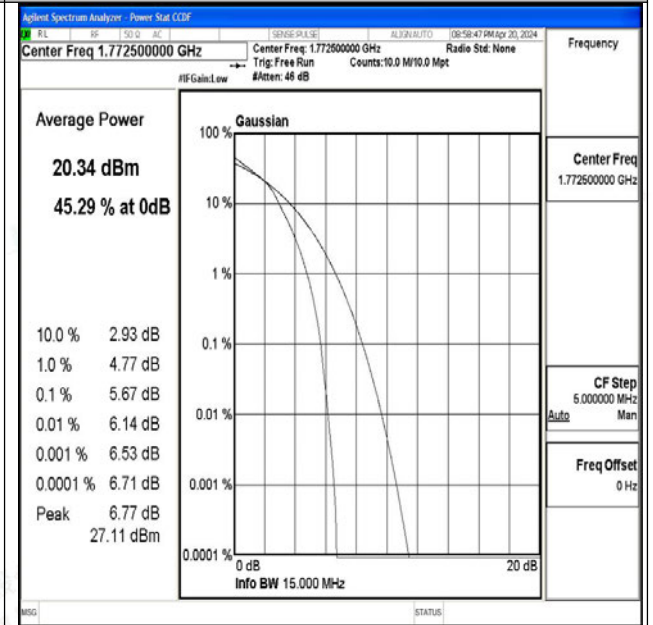 Agilent Spectrum Analyzer - Power Stat CCDF
RL RF 50 Ω AC SENSE:PULSE ALIGN AUTO 08:58:47 PM Apr 20, 2024
Center Freq 1.772500000 GHz
Center Freq: 1.772500000 GHz Radio Std: None
Trig: Free Run Counts:10.0 M/10.0 Mpt
#IFGain:Low #Atten: 46 dB
Frequency
Average Power
20.34 dBm
45.29 % at 0dB
10.0 % 2.93 dB
1.0 % 4.77 dB
0.1 % 5.67 dB
0.01 % 6.14 dB
0.001 % 6.53 dB
0.0001 % 6.71 dB
Peak 6.77 dB
27.11 dBm
Gaussian
100 %
10 %
1 %
0.1 %
0.01 %
0.001 %
0.0001 %
0 dB 20 dB
Info BW 15.000 MHz
Center Freq
1.772500000 GHz
CF Step
5.000000 MHz
Auto Man
Freq Offset
0 Hz
MSG STATUS